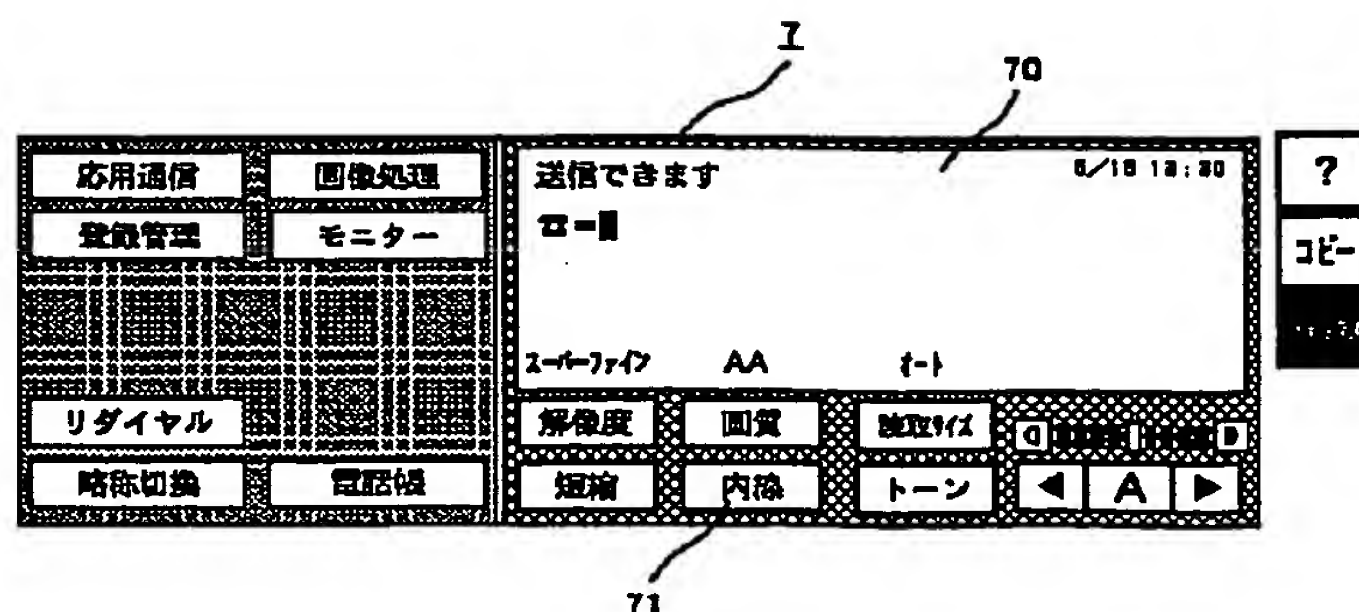 7
70
応用通信 画像処理
登録管理 モニター
リダイヤル
略称切換 電話帳
送信できます
☎=
スーパーファイン AA オート
解像度 画質 読取サイズ
短縮 内線 トーン ◀ A ▶
?
コピー
71